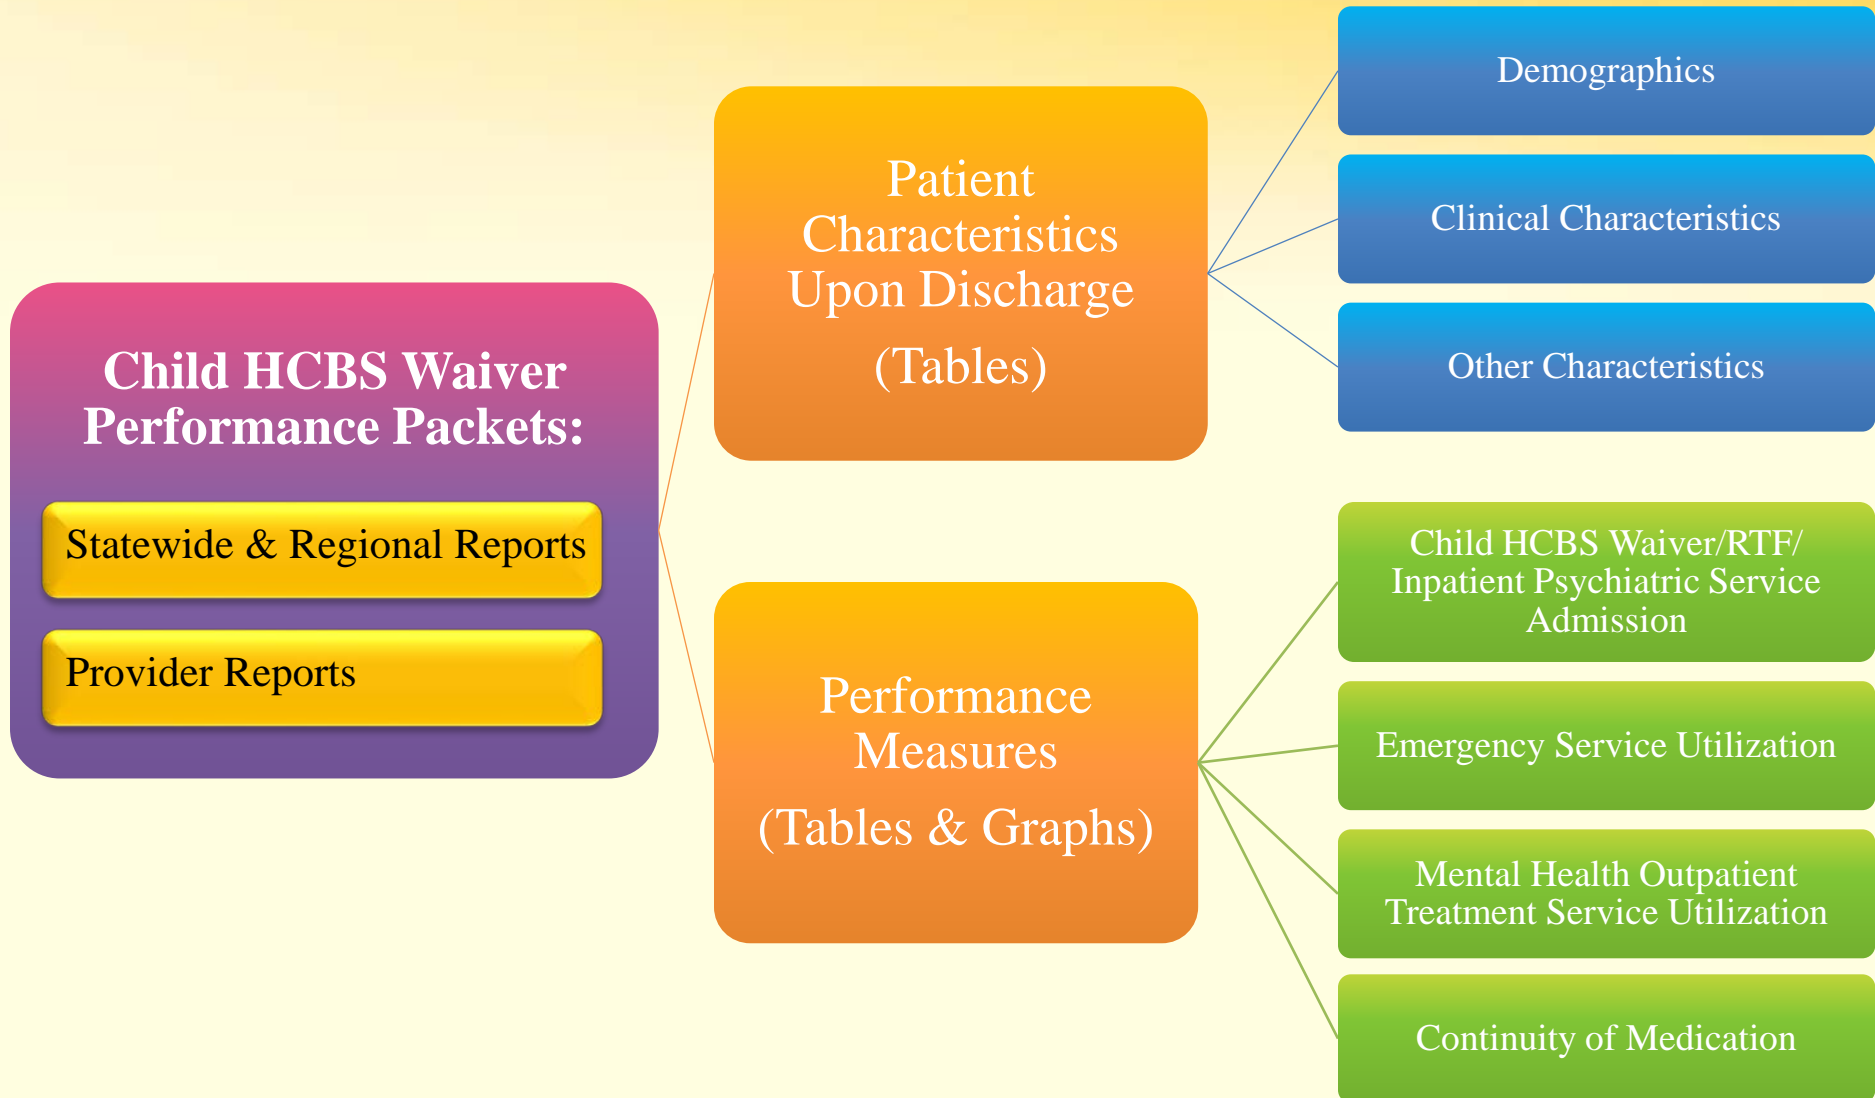 Child HCBS Waiver
Performance Packets:
Statewide & Regional Reports
Provider Reports
Patient
Characteristics
Upon Discharge
(Tables)
Performance
Measures
(Tables & Graphs)
Demographics
Clinical Characteristics
Other Characteristics
Child HCBS Waiver/RTF/
Inpatient Psychiatric Service
Admission
Emergency Service Utilization
Mental Health Outpatient
Treatment Service Utilization
Continuity of Medication